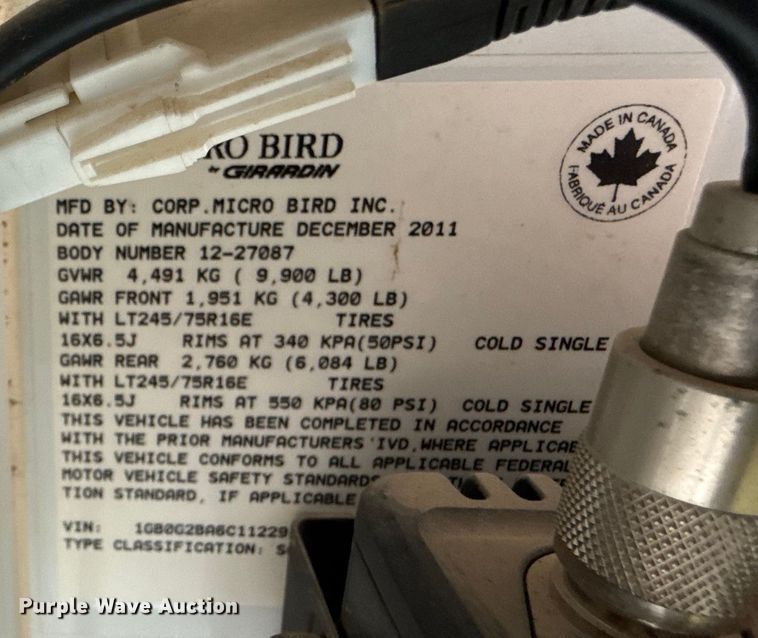 RO BIRD
by GIRARDIN
MADE IN CANADA
FABRIQUÉ AU CANADA
MFD BY: CORP.MICRO BIRD INC.
DATE OF MANUFACTURE DECEMBER 2011
BODY NUMBER 12-27087
GVWR 4,491 KG ( 9,900 LB)
GAWR FRONT 1,951 KG (4,300 LB)
WITH LT245/75R16E TIRES
16X6.5J RIMS AT 340 KPA(50PSI) COLD SINGLE
GAWR REAR 2,760 KG (6,084 LB)
WITH LT245/75R16E TIRES
16X6.5J RIMS AT 550 KPA(80 PSI) COLD SINGLE
THIS VEHICLE HAS BEEN COMPLETED IN ACCORDANCE
WITH THE PRIOR MANUFACTURERS'IVD,WHERE APPLICAB
THIS VEHICLE CONFORMS TO ALL APPLICABLE FEDERAL
MOTOR VEHICLE SAFETY STANDARDS
TION STANDARD, IF APPLICABLE
VIN: 1GB0G2BA6C11229
TYPE CLASSIFICATION: S
Purple Wave Auction